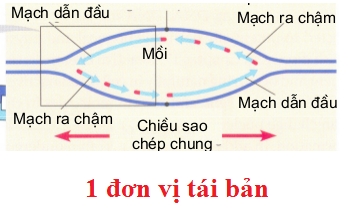 Mạch dẫn đầu
Mạch ra chậm
Mồi
Mạch ra chậm
Mạch dẫn đầu
Chiều sao
chép chung
1 đơn vị tái bản